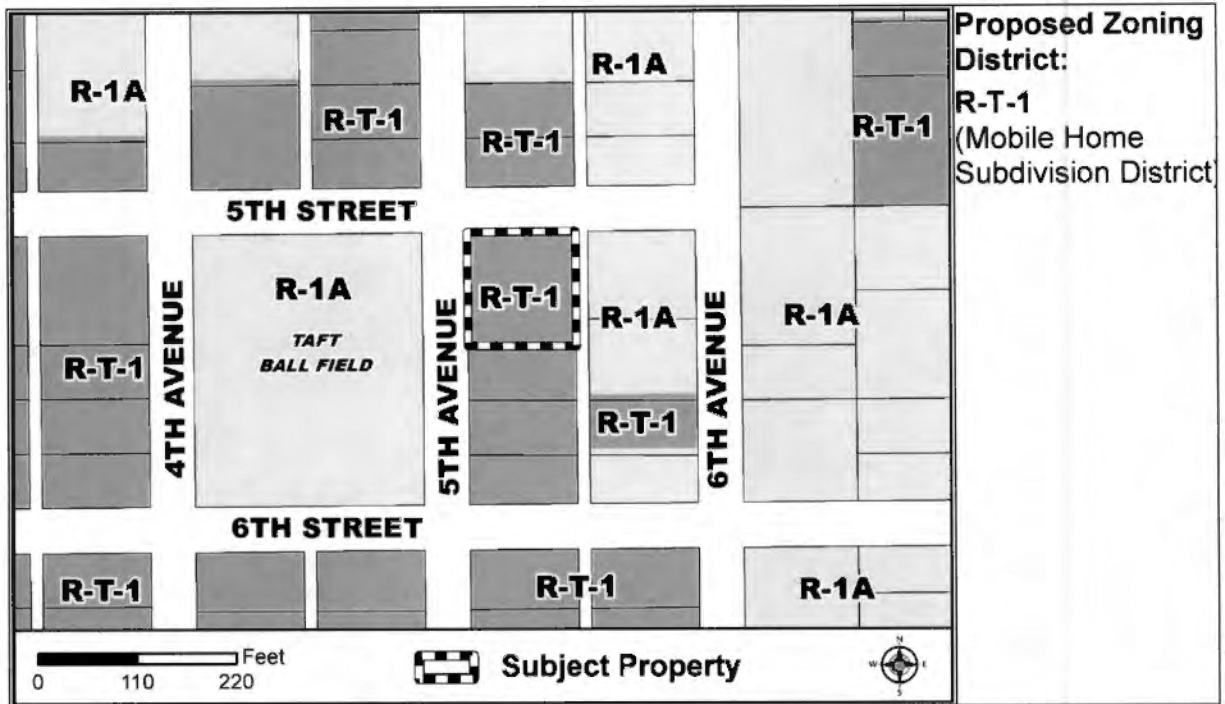 Proposed Zoning
District:
R-T-1
(Mobile Home
Subdivision District)
R-1A
R-1A
R-T-1
R-T-1
R-T-1
5TH STREET
R-1A
TAFT
BALL FIELD
R-T-1
R-1A
R-1A
R-T-1
R-T-1
4TH AVENUE
5TH AVENUE
6TH AVENUE
6TH STREET
R-T-1
R-T-1
R-1A
Feet
0 110 220
Subject Property
N
W E
S